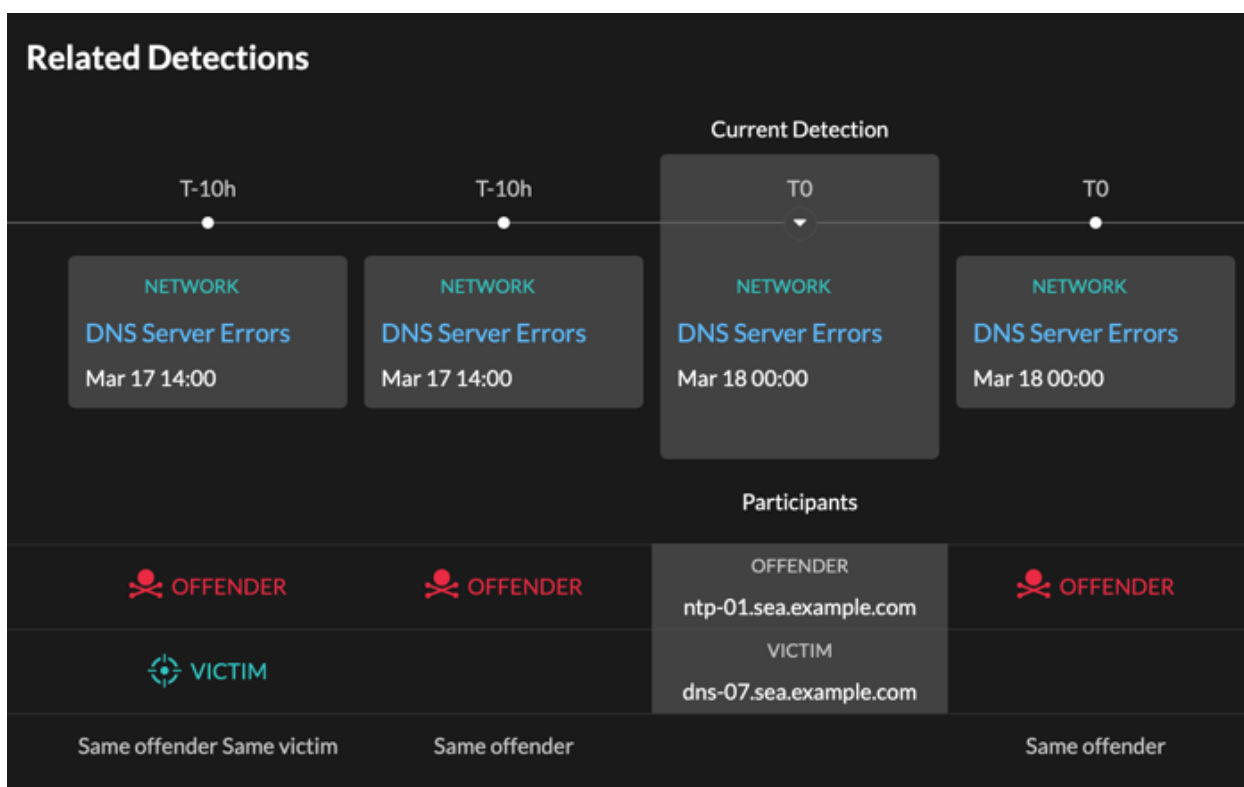 Related Detections
Current Detection
T-10h
T-10h
T0
T0
NETWORK
DNS Server Errors
Mar 17 14:00
NETWORK
DNS Server Errors
Mar 17 14:00
NETWORK
DNS Server Errors
Mar 18 00:00
NETWORK
DNS Server Errors
Mar 18 00:00
Participants
OFFENDER
OFFENDER
OFFENDER
ntp-01.sea.example.com
OFFENDER
VICTIM
VICTIM
dns-07.sea.example.com
Same offender Same victim
Same offender
Same offender